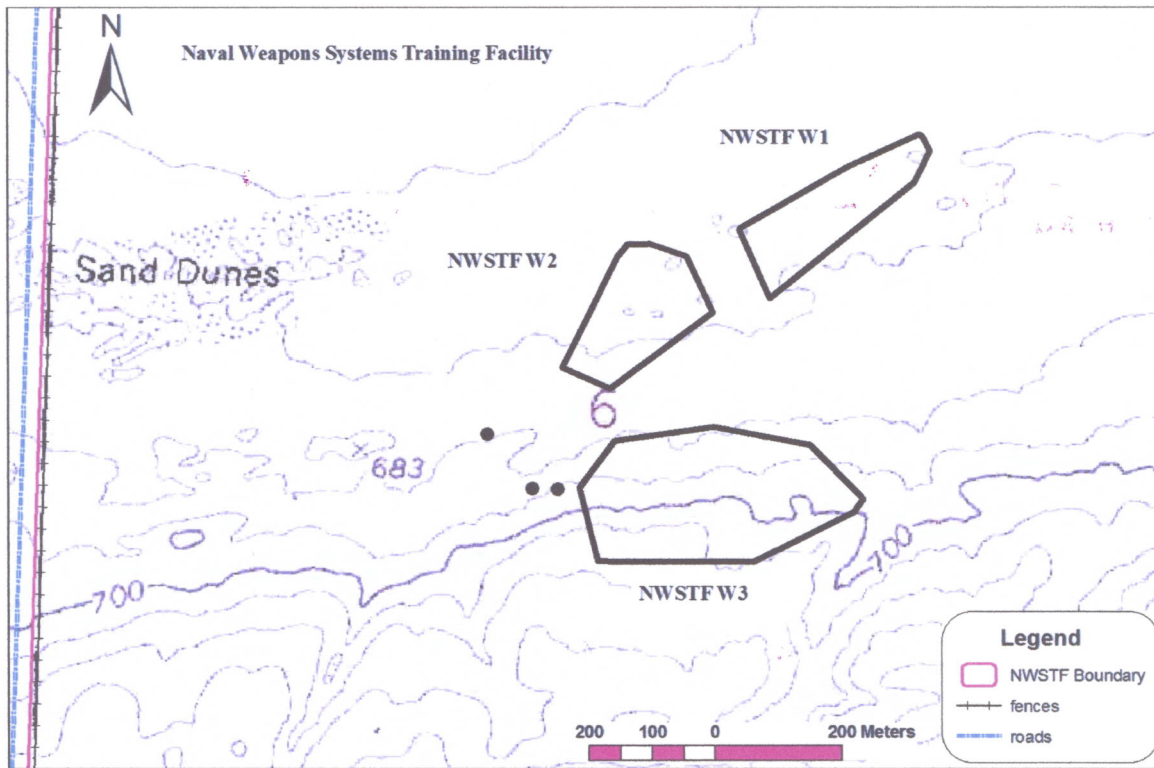 N
Naval Weapons Systems Training Facility
NWSTF W1
NWSTF W2
Sand Dunes
6
683
700
700
NWSTF W3
Legend
NWSTF Boundary
fences
roads
200 100 0 200 Meters